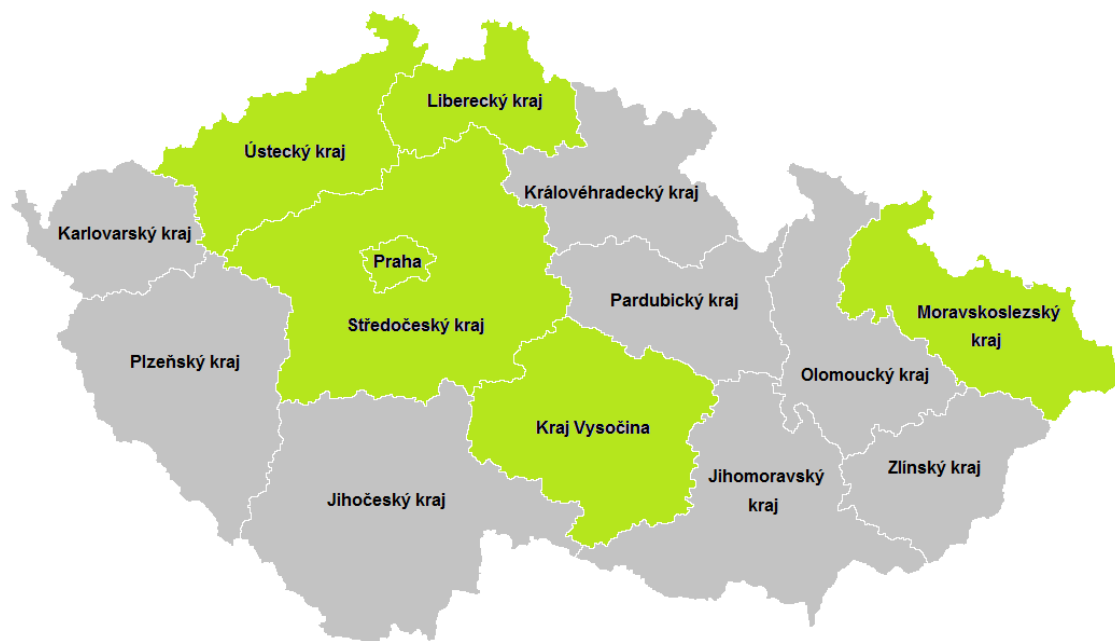 Liberecký kraj
Ústecký kraj
Královéhradecký kraj
Karlovarský kraj
Praha
Pardubický kraj
Moravskoslezský
kraj
Středočeský kraj
Plzeňský kraj
Olomoucký kraj
Kraj Vysočina
Zlínský kraj
Jihomoravský
kraj
Jihočeský kraj